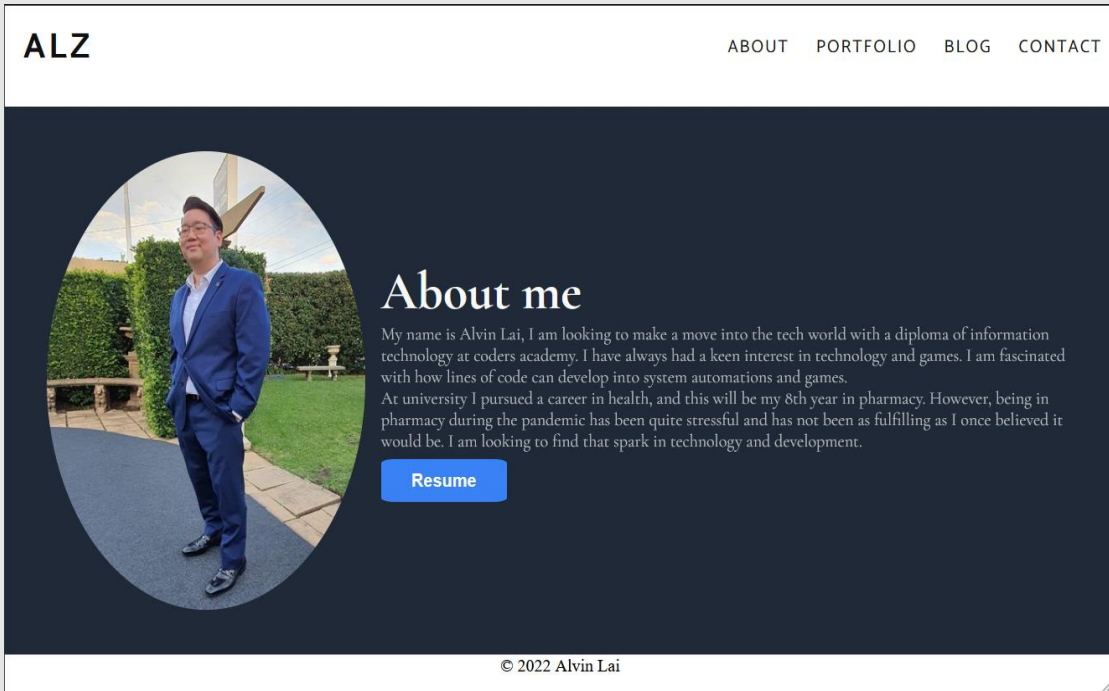 ALZ
ABOUT PORTFOLIO BLOG CONTACT
About me
My name is Alvin Lai, I am looking to make a move into the tech world with a diploma of information
technology at coders academy. I have always had a keen interest in technology and games. I am fascinated
with how lines of code can develop into system automations and games.
At university I pursued a career in health, and this will be my 8th year in pharmacy. However, being in
pharmacy during the pandemic has been quite stressful and has not been as fulfilling as I once believed it
would be. I am looking to find that spark in technology and development.
Resume
© 2022 Alvin Lai